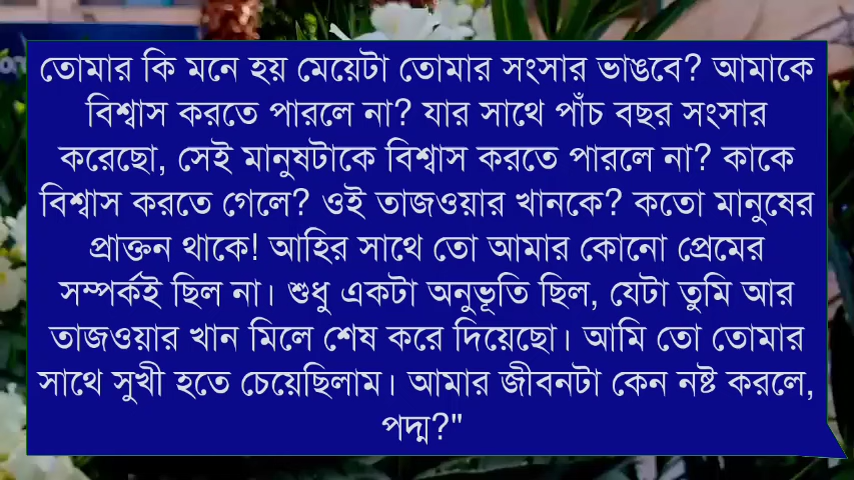 তোমার কি মনে হয় মেয়েটা তোমার সংসার ভাঙবে? আমাকে
বিশ্বাস করতে পারলে না? যার সাথে পাঁচ বছর সংসার
করেছো, সেই মানুষটাকে বিশ্বাস করতে পারলে না? কাকে
বিশ্বাস করতে গেলে? ওই তাজওয়ার খানকে? কতো মানুষের
প্রাক্তন থাকে! আহির সাথে তো আমার কোনো প্রেমের
সম্পর্কই ছিল না। শুধু একটা অনুভূতি ছিল, যেটা তুমি আর
তাজওয়ার খান মিলে শেষ করে দিয়েছো। আমি তো তোমার
সাথে সুখী হতে চেয়েছিলাম। আমার জীবনটা কেন নষ্ট করলে,
পদ্ম?"